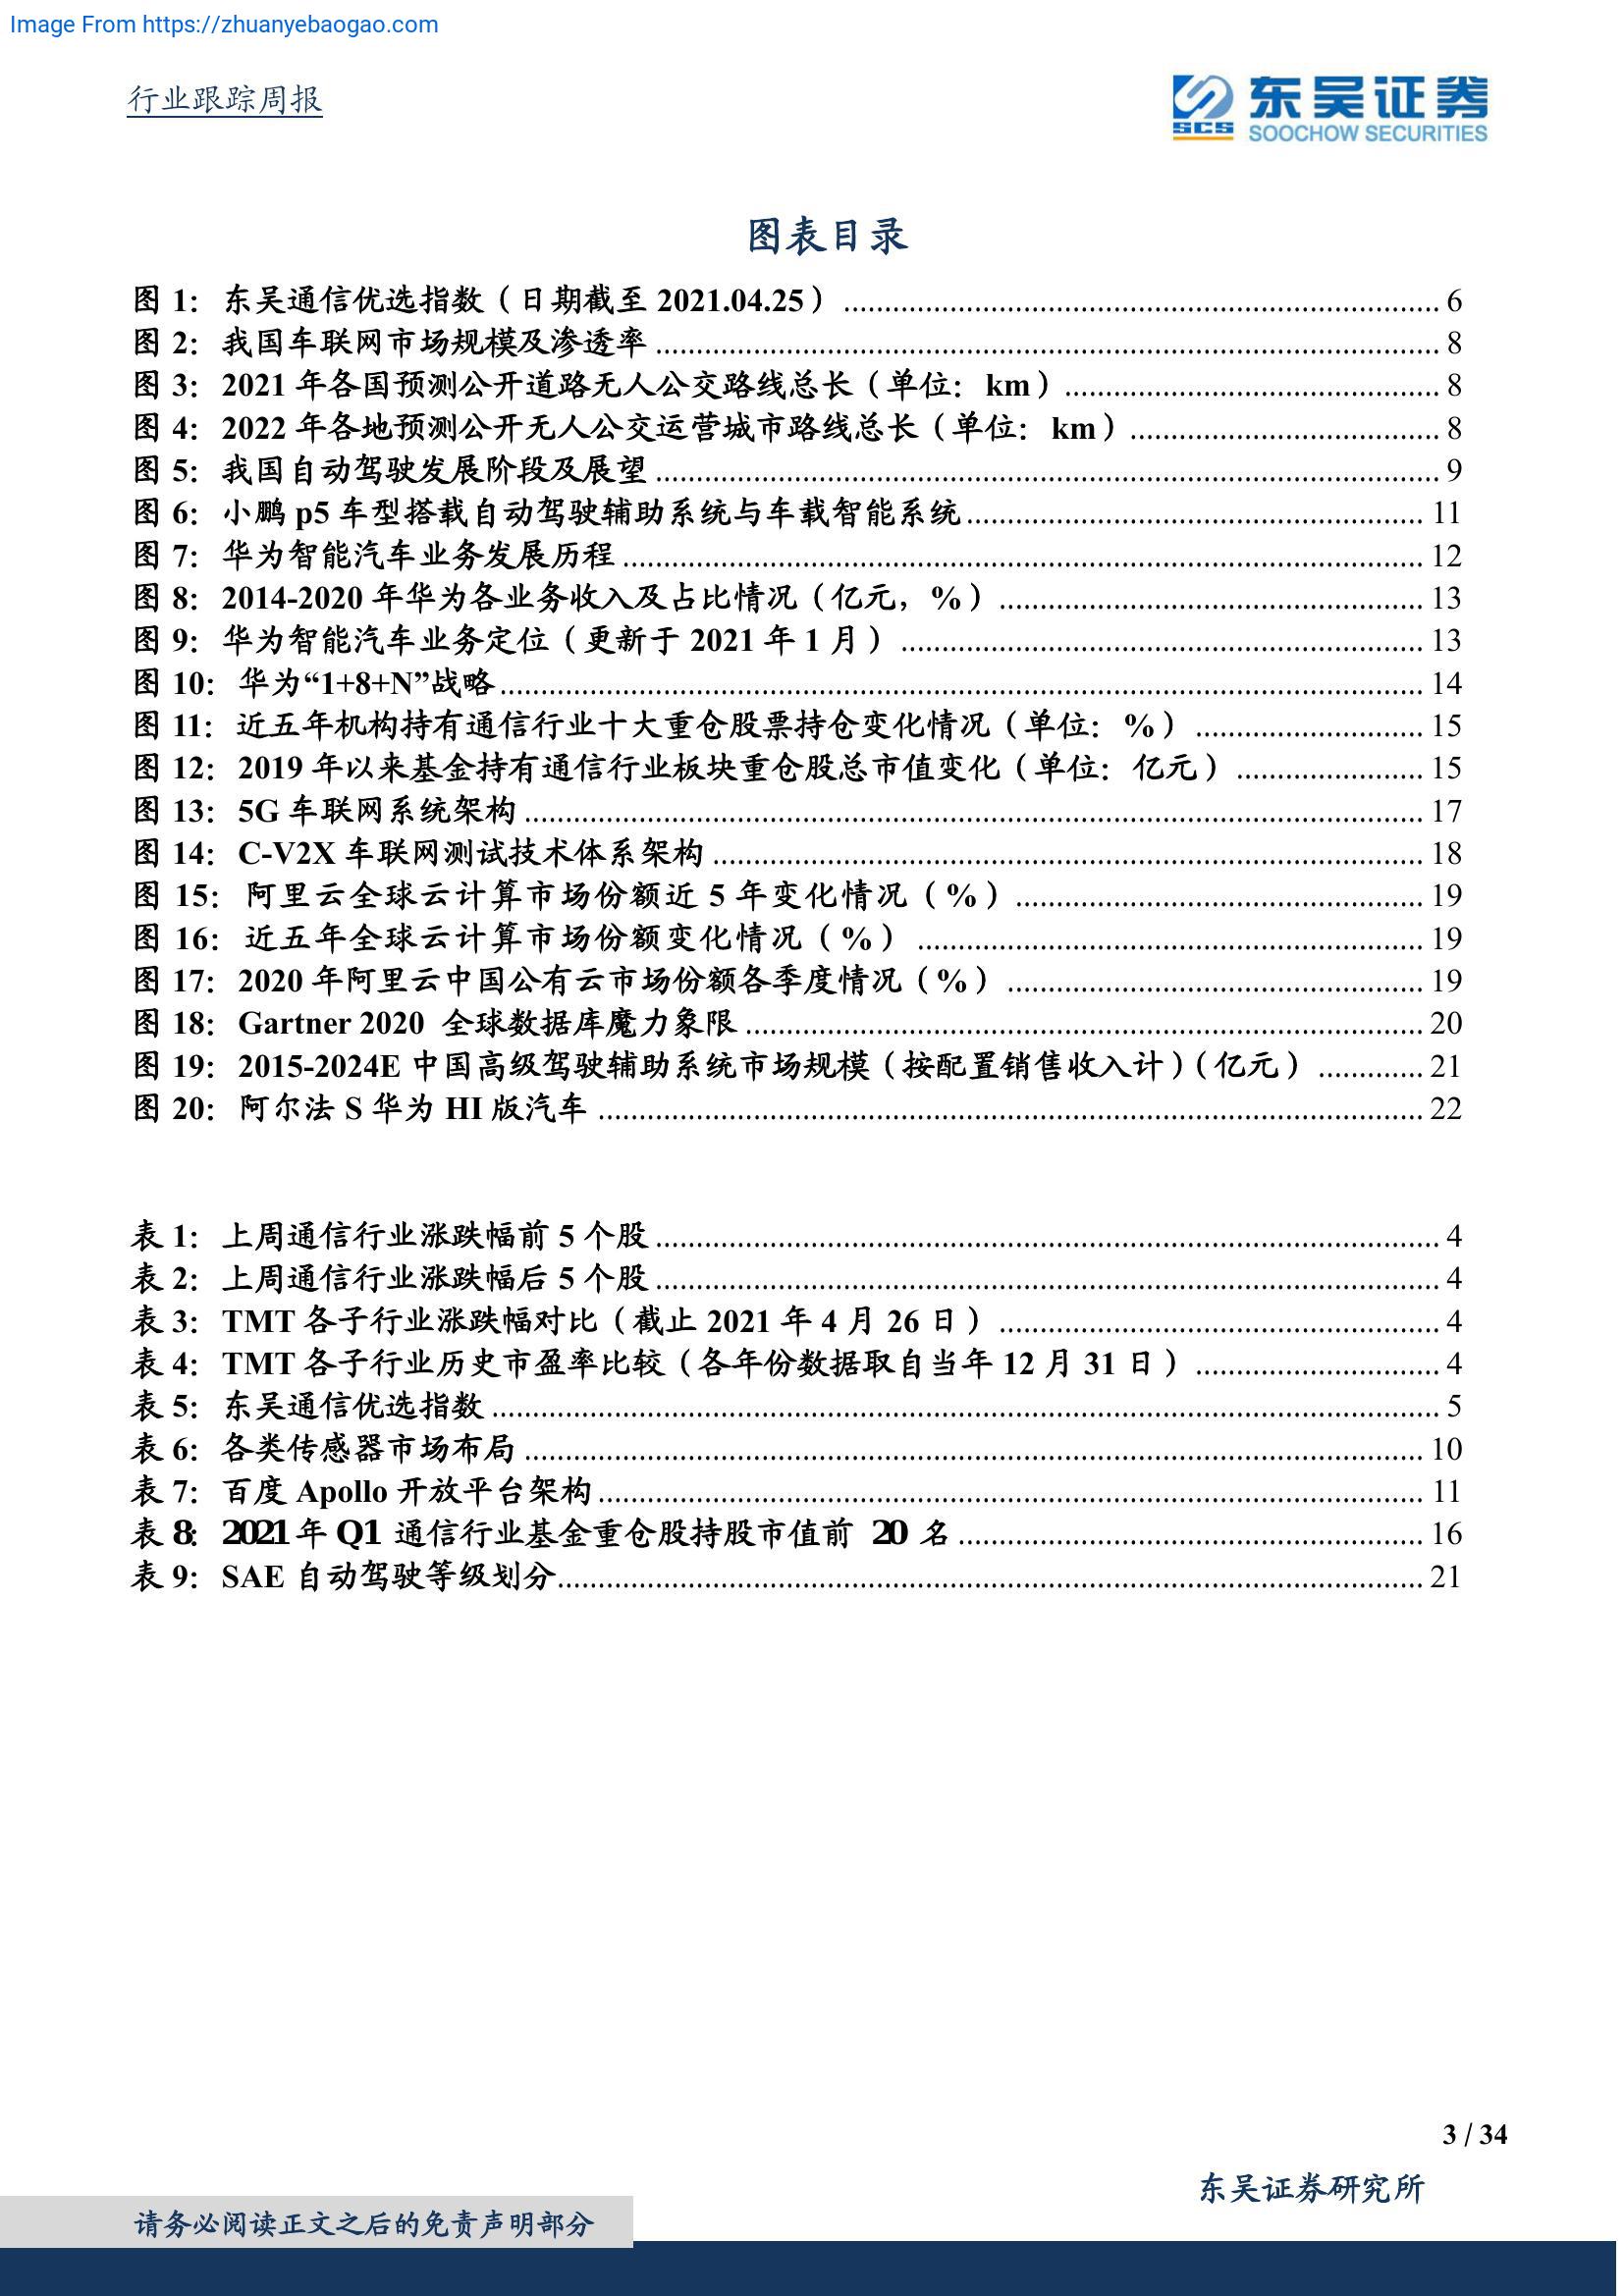 Image From https://zhuanyebaogao.com
行业跟踪周报
SCS 东吴证券
SOOCHOW SECURITIES
图表目录
图 1： 东吴通信优选指数（日期截至 2021.04.25） 6
图 2： 我国车联网市场规模及渗透率 8
图 3： 2021 年各国预测公开道路无人公交路线总长（单位：km） 8
图 4： 2022 年各地预测公开无人公交运营城市路线总长（单位：km） 8
图 5： 我国自动驾驶发展阶段及展望 9
图 6： 小鹏 p5 车型搭载自动驾驶辅助系统与车载智能系统 11
图 7： 华为智能汽车业务发展历程 12
图 8： 2014-2020 年华为各业务收入及占比情况（亿元，%） 13
图 9： 华为智能汽车业务定位（更新于 2021 年 1 月） 13
图 10： 华为“1+8+N”战略 14
图 11： 近五年机构持有通信行业十大重仓股票持仓变化情况（单位：%） 15
图 12： 2019 年以来基金持有通信行业板块重仓股总市值变化（单位：亿元） 15
图 13： 5G 车联网系统架构 17
图 14： C-V2X 车联网测试技术体系架构 18
图 15： 阿里云全球云计算市场份额近 5 年变化情况（%） 19
图 16： 近五年全球云计算市场份额变化情况（%） 19
图 17： 2020 年阿里云中国公有云市场份额各季度情况（%） 19
图 18： Gartner 2020 全球数据库魔力象限 20
图 19： 2015-2024E 中国高级驾驶辅助系统市场规模（按配置销售收入计）（亿元） 21
图 20： 阿尔法 S 华为 HI 版汽车 22
表 1： 上周通信行业涨跌幅前 5 个股 4
表 2： 上周通信行业涨跌幅后 5 个股 4
表 3： TMT 各子行业涨跌幅对比（截止 2021 年 4 月 26 日） 4
表 4： TMT 各子行业历史市盈率比较（各年份数据取自当年 12 月 31 日） 4
表 5： 东吴通信优选指数 5
表 6： 各类传感器市场布局 10
表 7： 百度 Apollo 开放平台架构 11
表 8： 2021 年 Q1 通信行业基金重仓股持股市值前 20 名 16
表 9： SAE 自动驾驶等级划分 21
3 / 34
东吴证券研究所
请务必阅读正文之后的免责声明部分